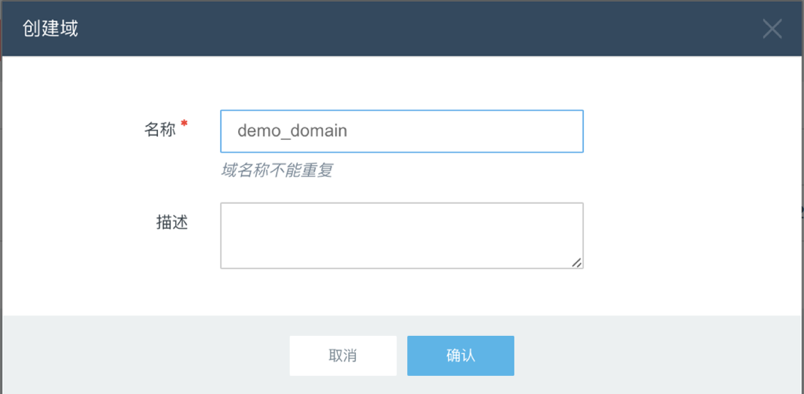 创建域
名称 *
demo_domain
域名称不能重复
描述
取消 确认